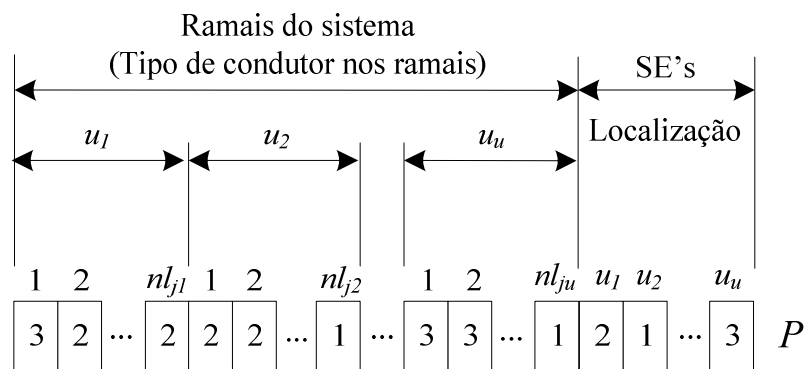 Ramais do sistema
(Tipo de condutor nos ramais)
SE's
Localização
u1 u2 uu
1 2 nlj1 1 2 nlj2 1 2 nlju u1 u2 uu
3 2 ... 2 2 2 ... 1 ... 3 3 ... 1 2 1 ... 3 P